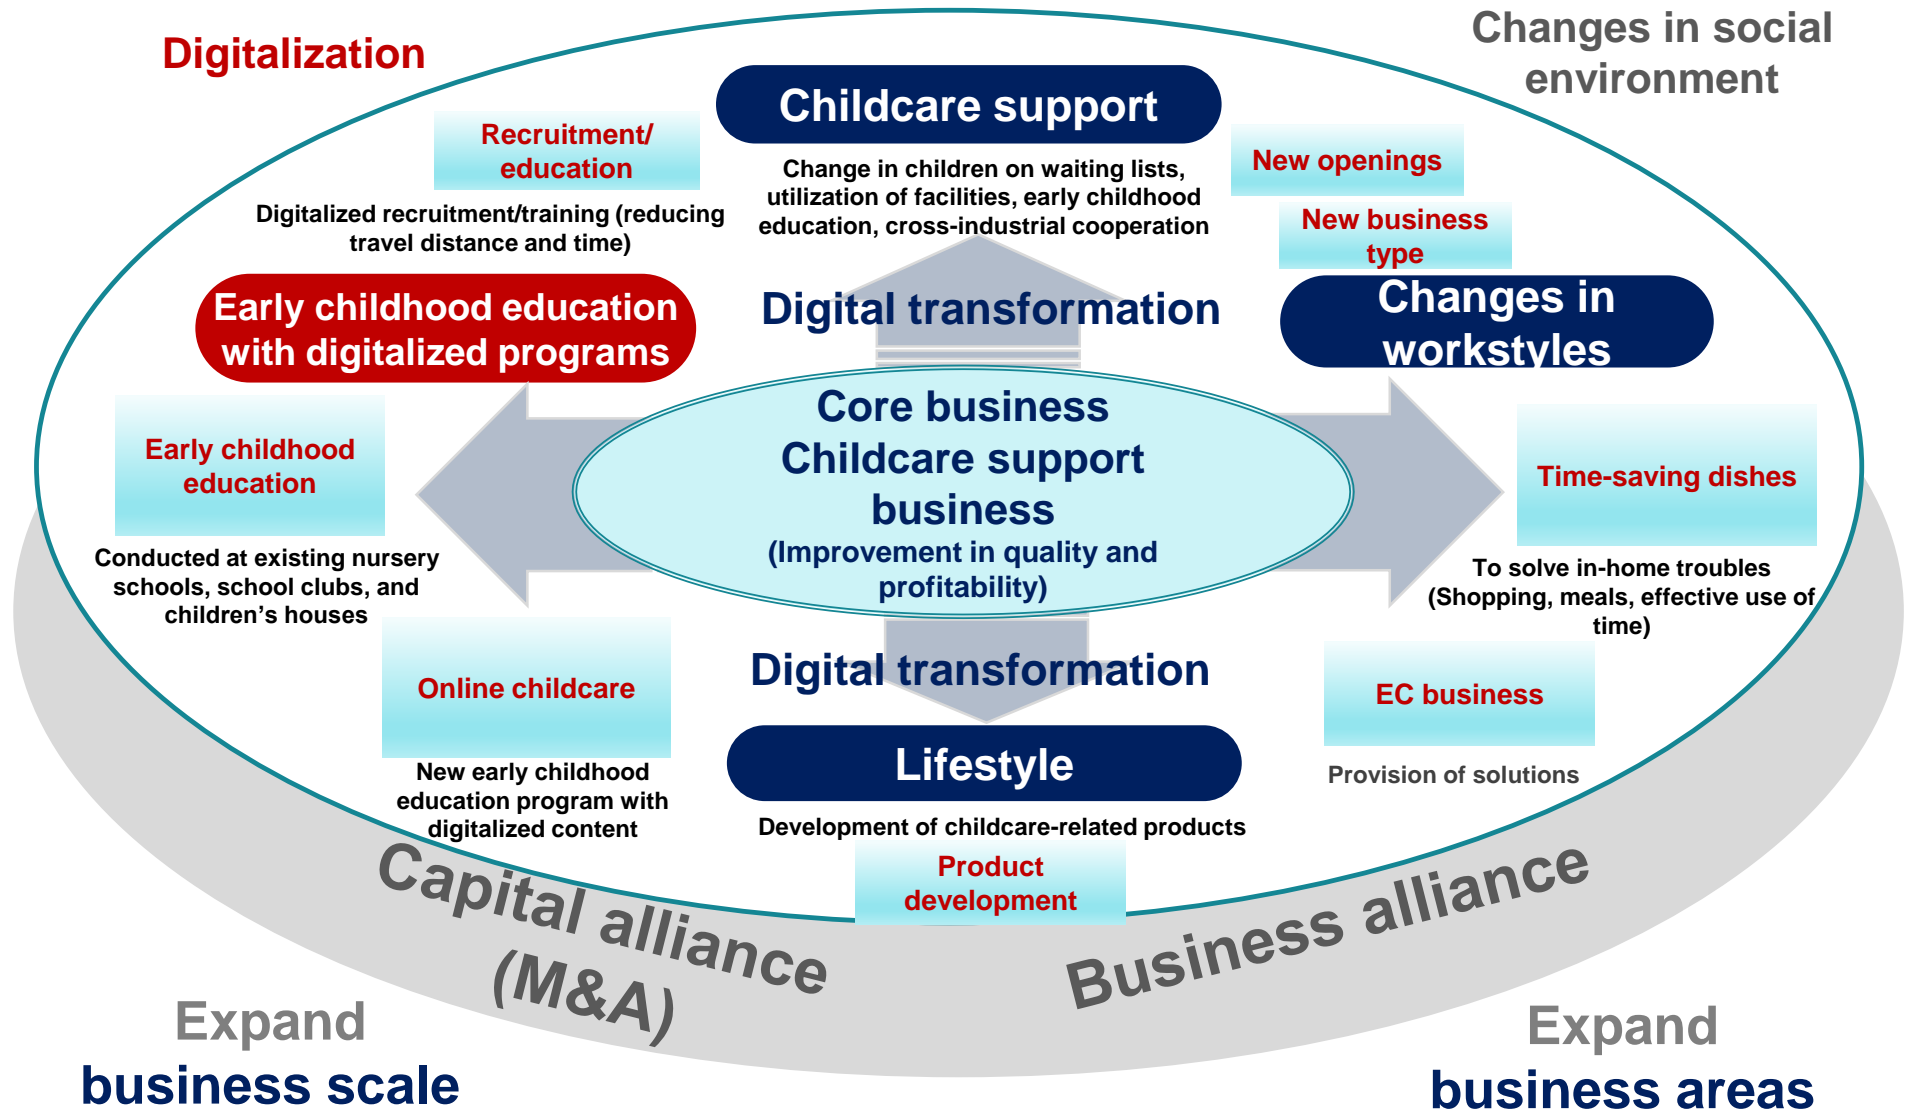 Digitalization
Changes in social
environment
Childcare support
Change in children on waiting lists,
utilization of facilities, early childhood
education, cross-industrial cooperation
Recruitment/
education
Digitalized recruitment/training (reducing
travel distance and time)
New openings
New business
type
Early childhood education
with digitalized programs
Digital transformation
Changes in
workstyles
Core business
Childcare support
business
(Improvement in quality and
profitability)
Early childhood
education
Conducted at existing nursery
schools, school clubs, and
children’s houses
Time-saving dishes
To solve in-home troubles
(Shopping, meals, effective use of
time)
Online childcare
New early childhood
education program with
digitalized content
Digital transformation
EC business
Provision of solutions
Lifestyle
Development of childcare-related products
Product
development
Capital alliance
(M&A)
Business alliance
Expand
business scale
Expand
business areas